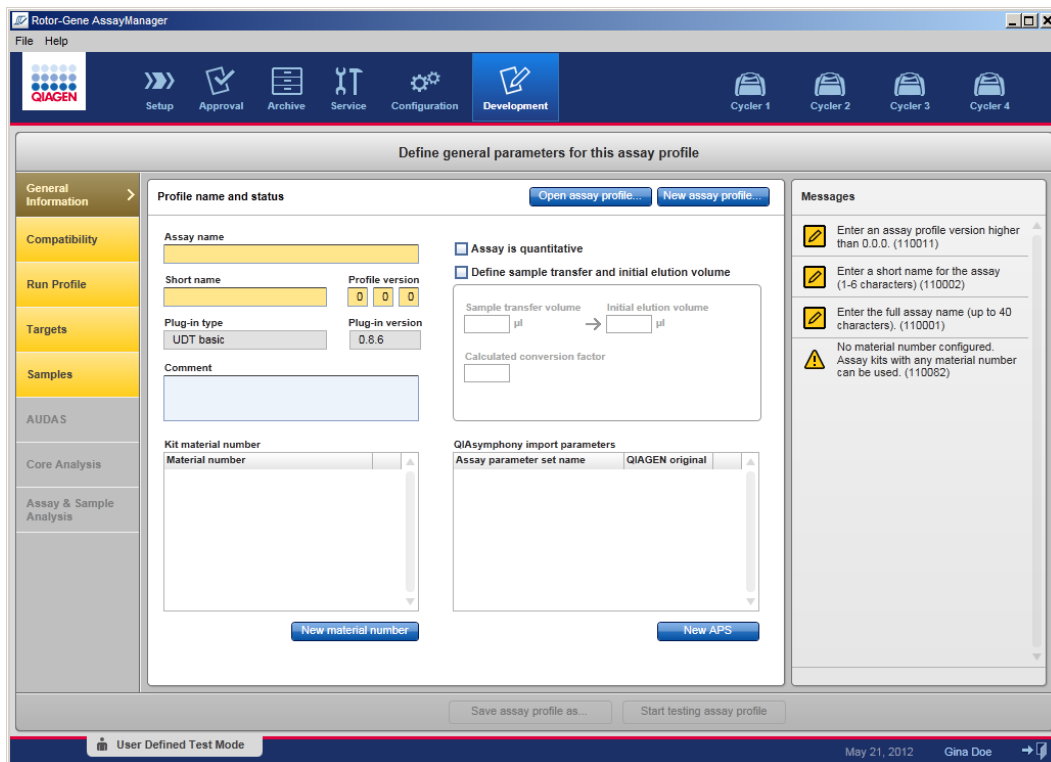 Rotor-Gene AssayManager
File Help
QIAGEN
Setup Approval Archive Service Configuration Development Cycler 1 Cycler 2 Cycler 3 Cycler 4
Define general parameters for this assay profile
General
Information
Compatibility
Run Profile
Targets
Samples
AUDAS
Core Analysis
Assay & Sample
Analysis
Profile name and status Open assay profile... New assay profile...
Assay name
Short name Profile version
0 0 0
Plug-in type Plug-in version
UDT basic 0.8.6
Comment
Assay is quantitative
Define sample transfer and initial elution volume
Sample transfer volume Initial elution volume
µl µl
Calculated conversion factor
Kit material number
Material number
New material number
QIAsymphony import parameters
Assay parameter set name QIAGEN original
New APS
Messages
Enter an assay profile version higher
than 0.0.0. (110011)
Enter a short name for the assay
(1-6 characters) (110002)
Enter the full assay name (up to 40
characters). (110001)
No material number configured.
Assay kits with any material number
can be used. (110082)
Save assay profile as... Start testing assay profile
User Defined Test Mode
May 21, 2012 Gina Doe